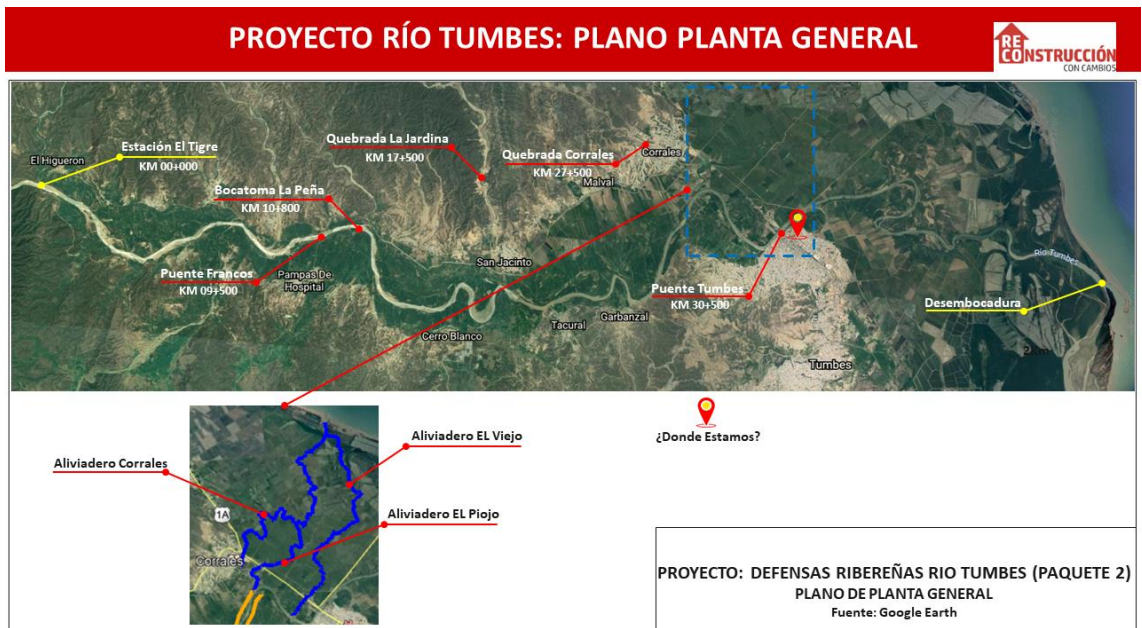 PROYECTO RÍO TUMBES: PLANO PLANTA GENERAL
RE
CONSTRUCCIÓN
CON CAMBIOS
Estación El Tigre
KM 00+000
El Higueron
Quebrada La Jardina
KM 17+500
Quebrada Corrales
KM 27+500
Corrales
Malval
Bocatoma La Peña
KM 10+800
Puente Francos
KM 09+500
Pampas De
Hospital
San Jacinto
Cerro Blanco
Tacural
Garbanzal
Puente Tumbes
KM 30+500
Tumbes
Río Tumbes
Desembocadura
¿Donde Estamos?
Aliviadero EL Viejo
Aliviadero Corrales
Aliviadero EL Piojo
1A
Corrales
PROYECTO: DEFENSAS RIBEREÑAS RIO TUMBES (PAQUETE 2)
PLANO DE PLANTA GENERAL
Fuente: Google Earth